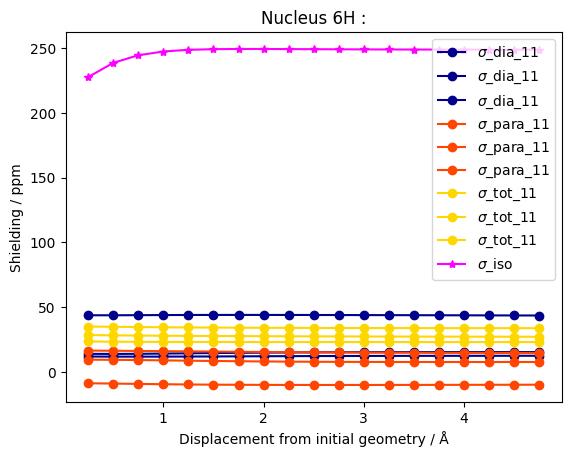 Nucleus 6H :
250
200
150
100
50
0
Shielding / ppm
σ_dia_11
σ_dia_11
σ_dia_11
σ_para_11
σ_para_11
σ_para_11
σ_tot_11
σ_tot_11
σ_tot_11
σ_iso
1 2 3 4
Displacement from initial geometry / Å